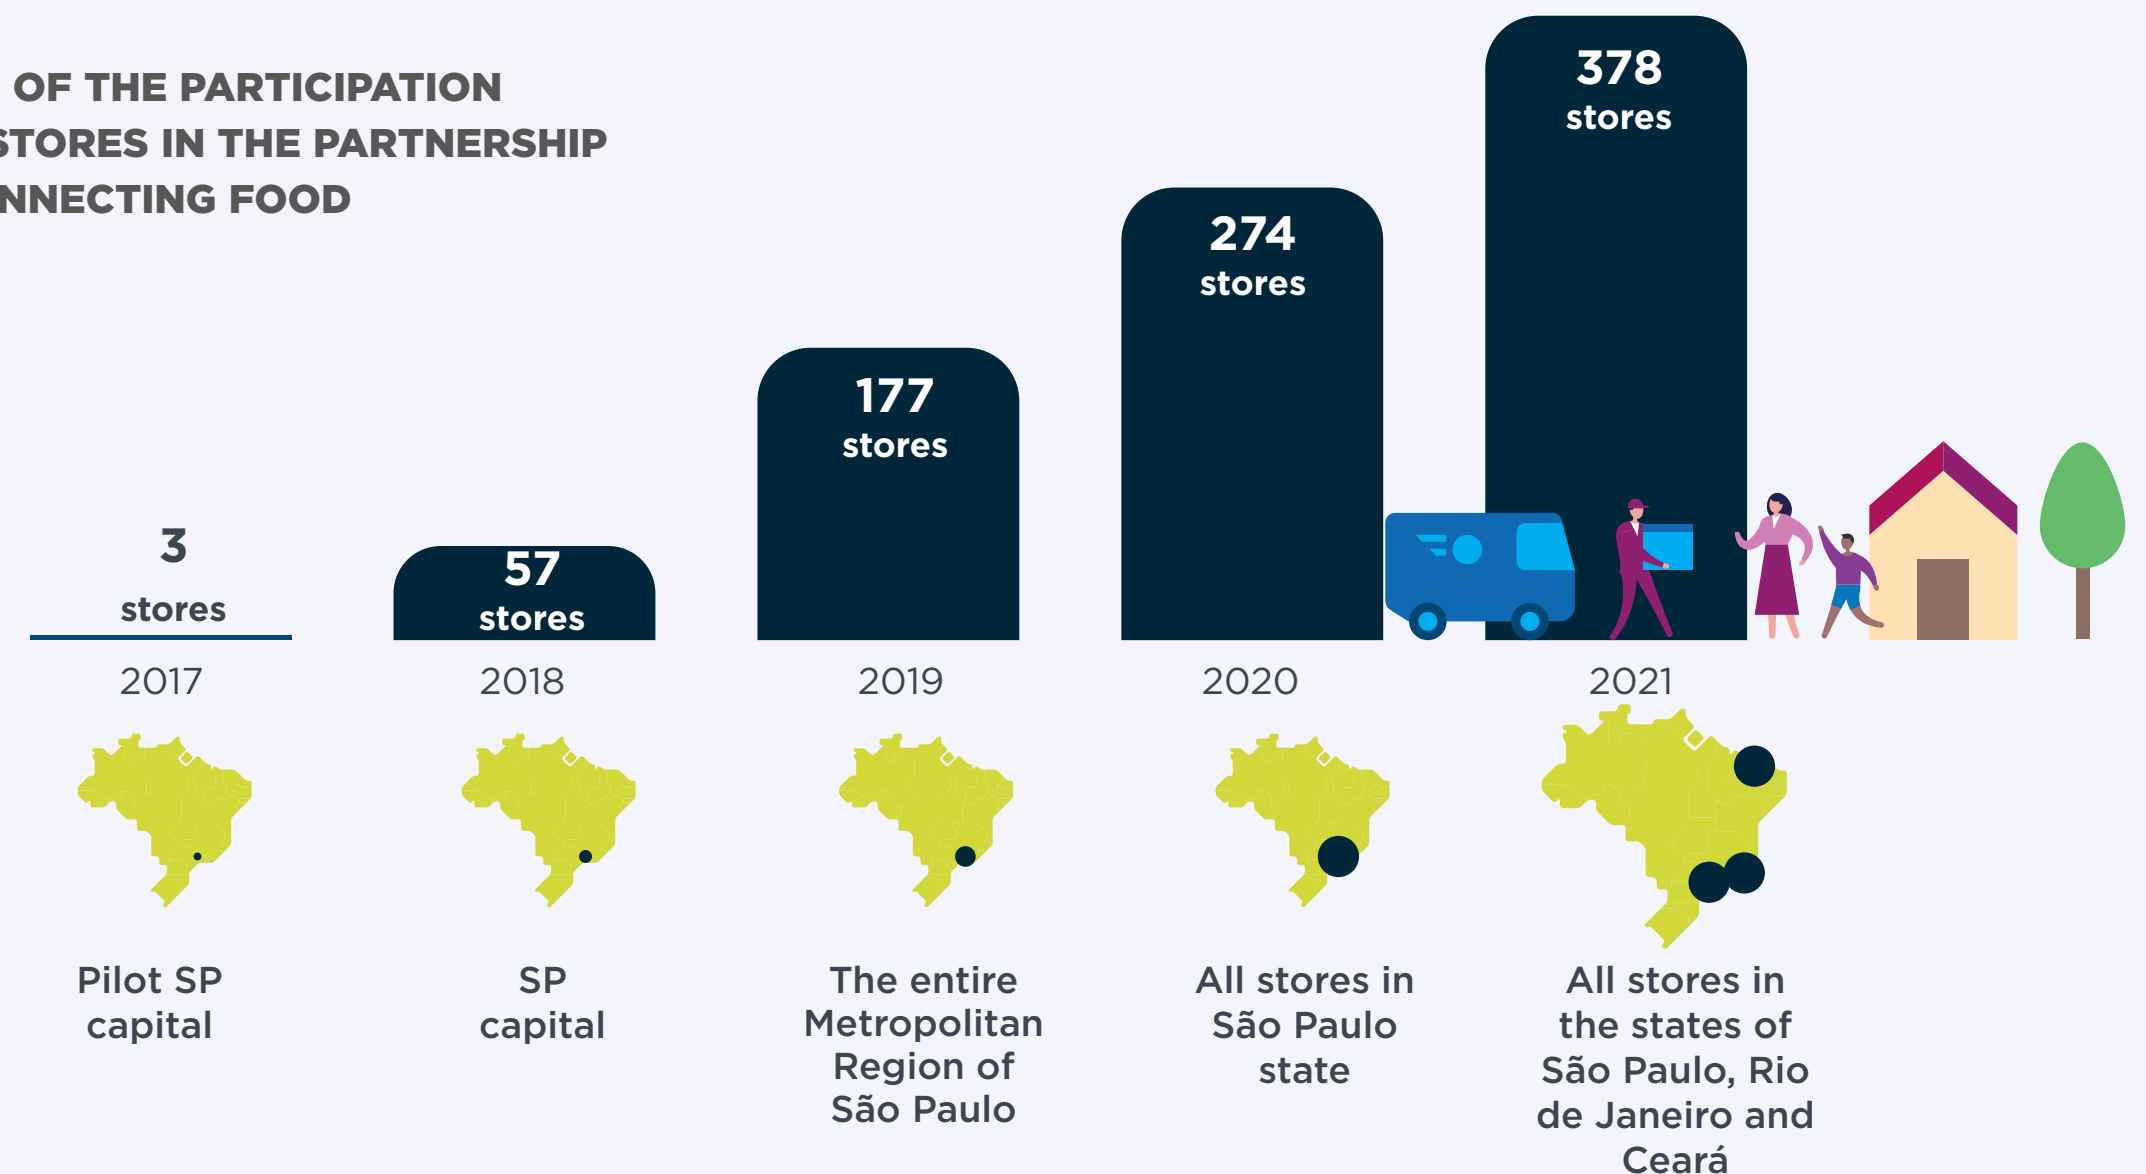 OF THE PARTICIPATION
STORES IN THE PARTNERSHIP
NNECTING FOOD
3
stores
57
stores
177
stores
274
stores
378
stores
2017
2018
2019
2020
2021
Pilot SP
capital
SP
capital
The entire
Metropolitan
Region of
São Paulo
All stores in
São Paulo
state
All stores in
the states of
São Paulo, Rio
de Janeiro and
Ceará